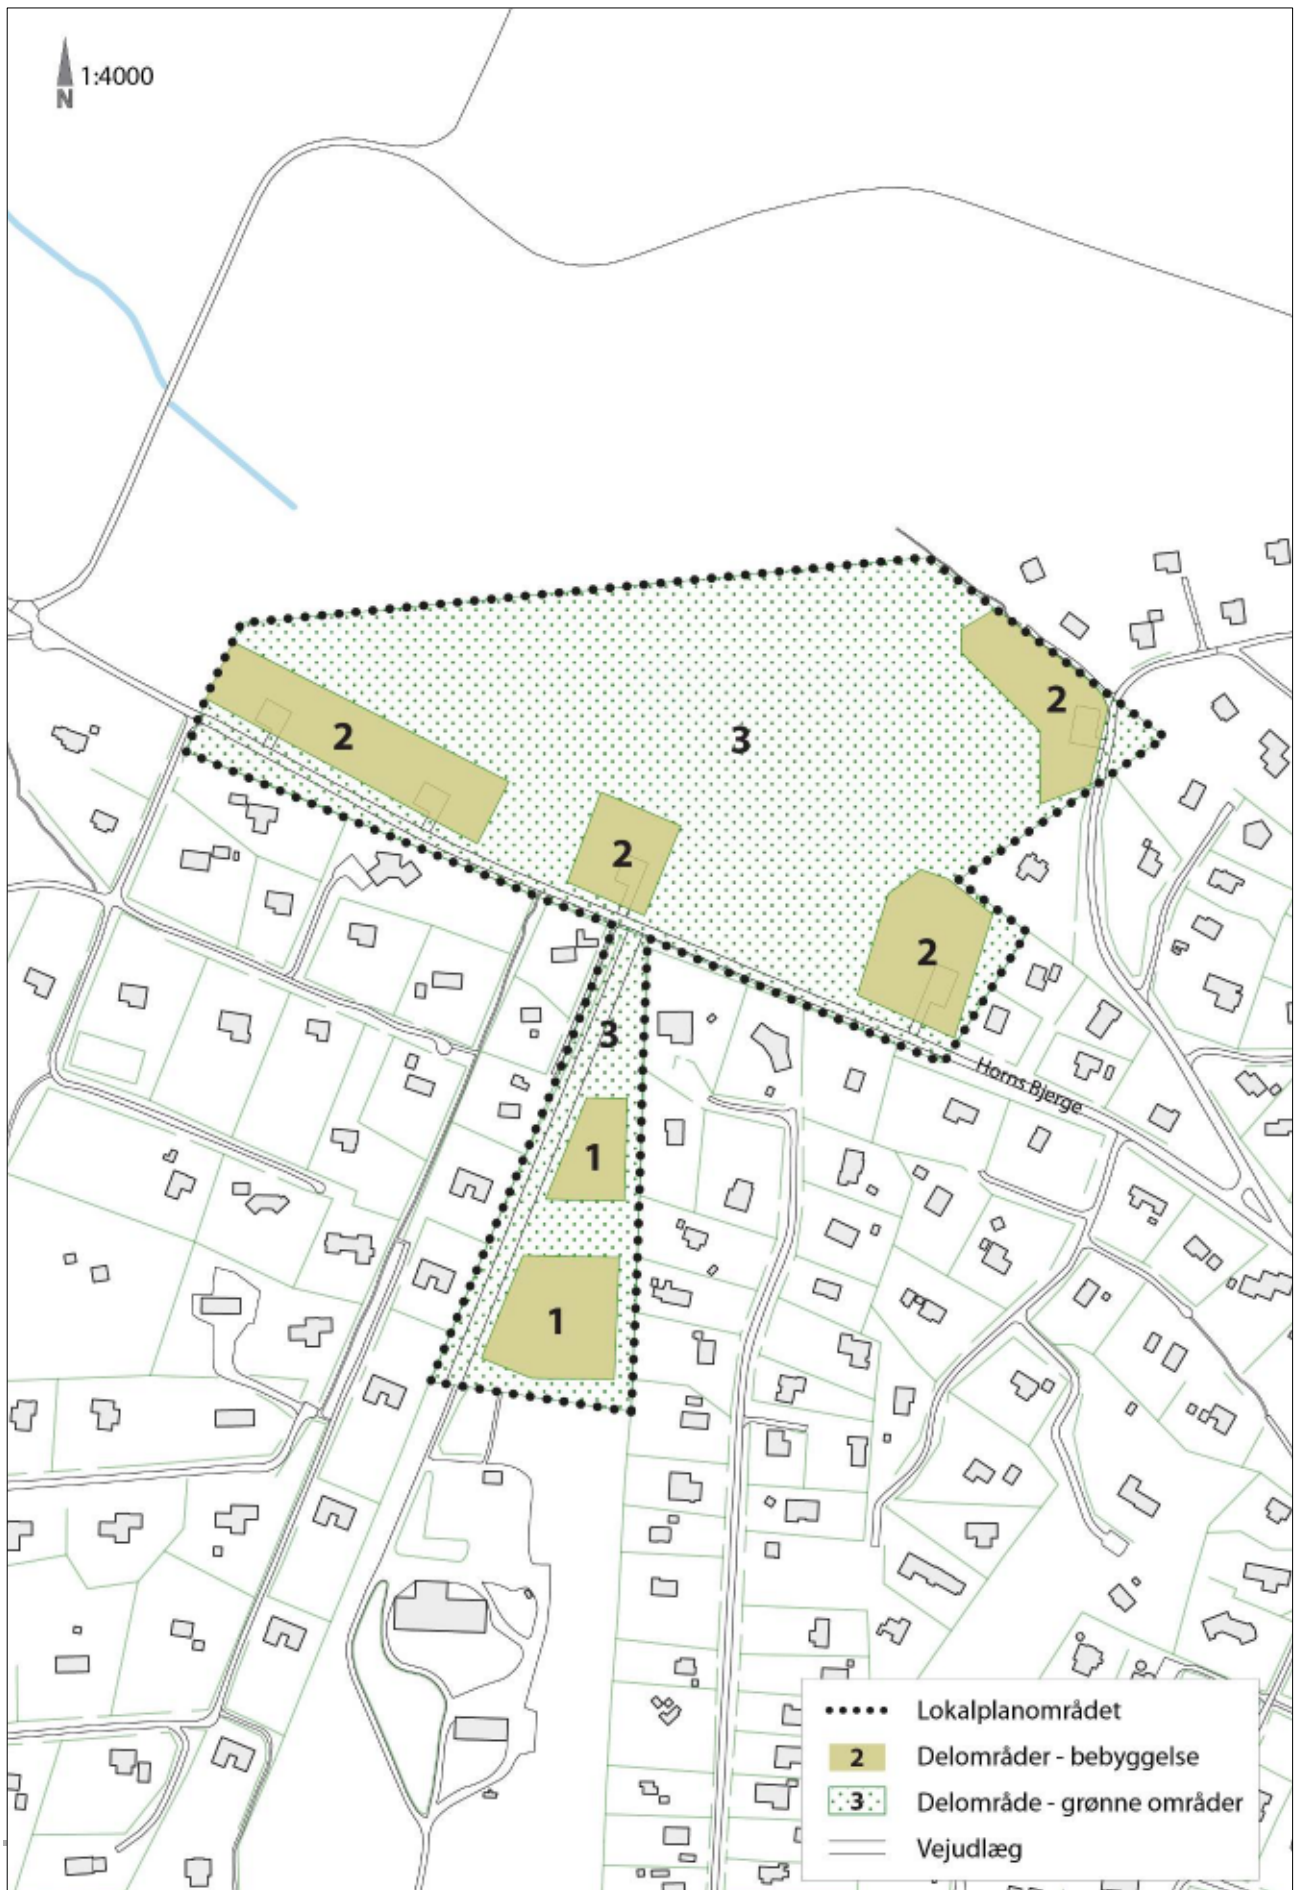 1:4000
N
2
3
2
2
2
3
1
1
Horns Bjerge
Lokalplanområdet
2 Delområder - bebyggelse
3 Delområde - grønne områder
Vejudlæg